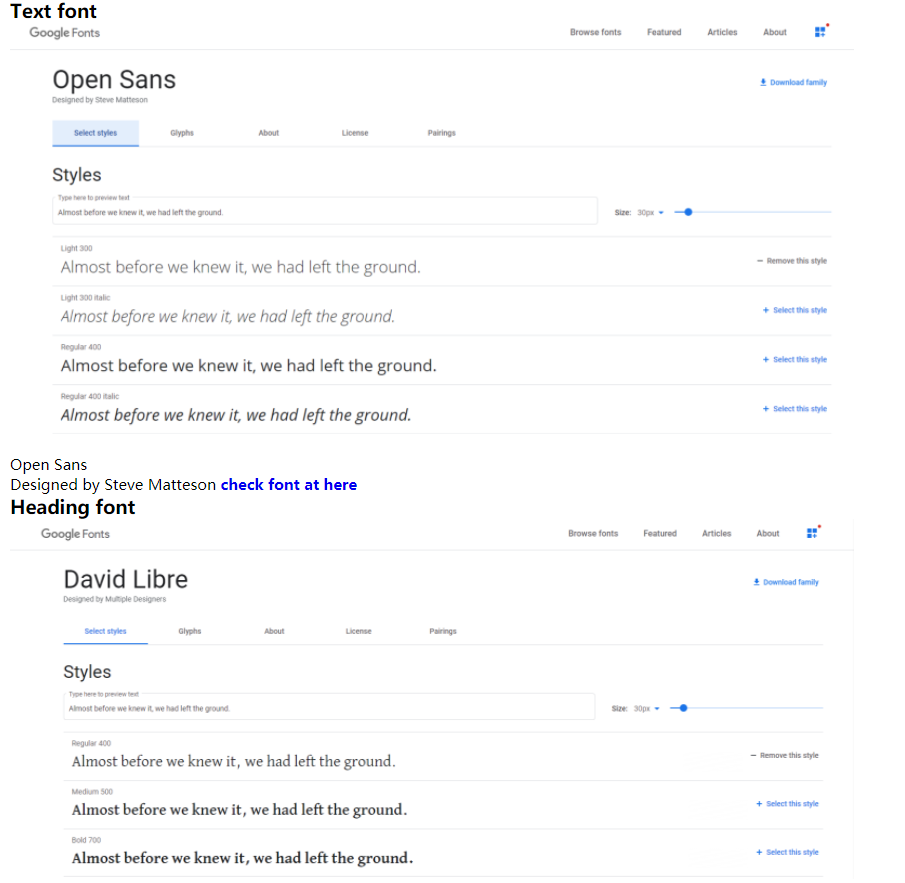 Text font
Google Fonts Browse fonts Featured Articles About
Open Sans
Download family
Designed by Steve Matteson
Select styles Glyphs About License Pairings
Styles
Type here to preview text
Almost before we knew it, we had left the ground. Size: 30px
Light 300
Almost before we knew it, we had left the ground. — Remove this style
Light 300 italic
Almost before we knew it, we had left the ground. + Select this style
Regular 400
Almost before we knew it, we had left the ground. + Select this style
Regular 400 italic
Almost before we knew it, we had left the ground. + Select this style
Open Sans
Designed by Steve Matteson check font at here
Heading font
Google Fonts Browse fonts Featured Articles About
David Libre
Download family
Designed by Multiple Designers
Select styles Glyphs About License Pairings
Styles
Type here to preview text
Almost before we knew it, we had left the ground. Size: 30px
Regular 400
Almost before we knew it, we had left the ground. — Remove this style
Medium 500
Almost before we knew it, we had left the ground. + Select this style
Bold 700
Almost before we knew it, we had left the ground. + Select this style